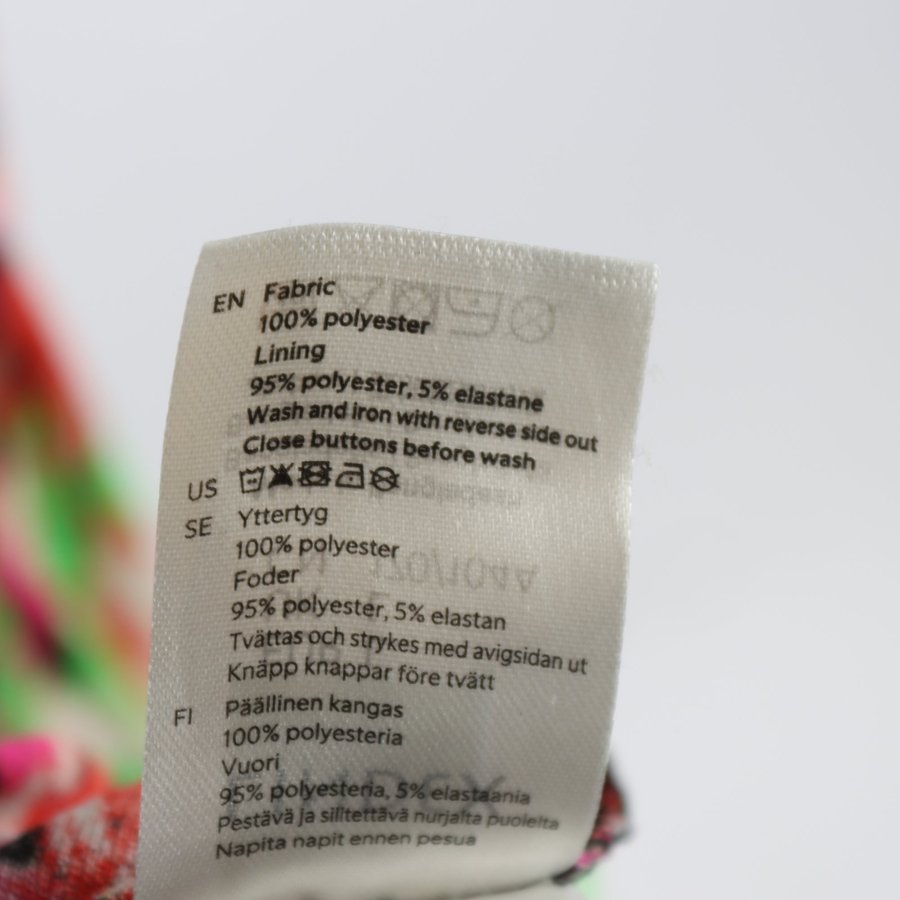 EN Fabric
100% polyester
Lining
95% polyester, 5% elastane
Wash and iron with reverse side out
Close buttons before wash
US
SE Yttertyg
100% polyester
Foder
95% polyester, 5% elastan
Tvättas och strykes med avigsidan ut
Knäpp knappar före tvätt
FI Päällinen kangas
100% polyesteria
Vuori
95% polyesteria, 5% elastaania
Pestävä ja silitettävä nurjalta puolelta
Napita napit ennen pesua